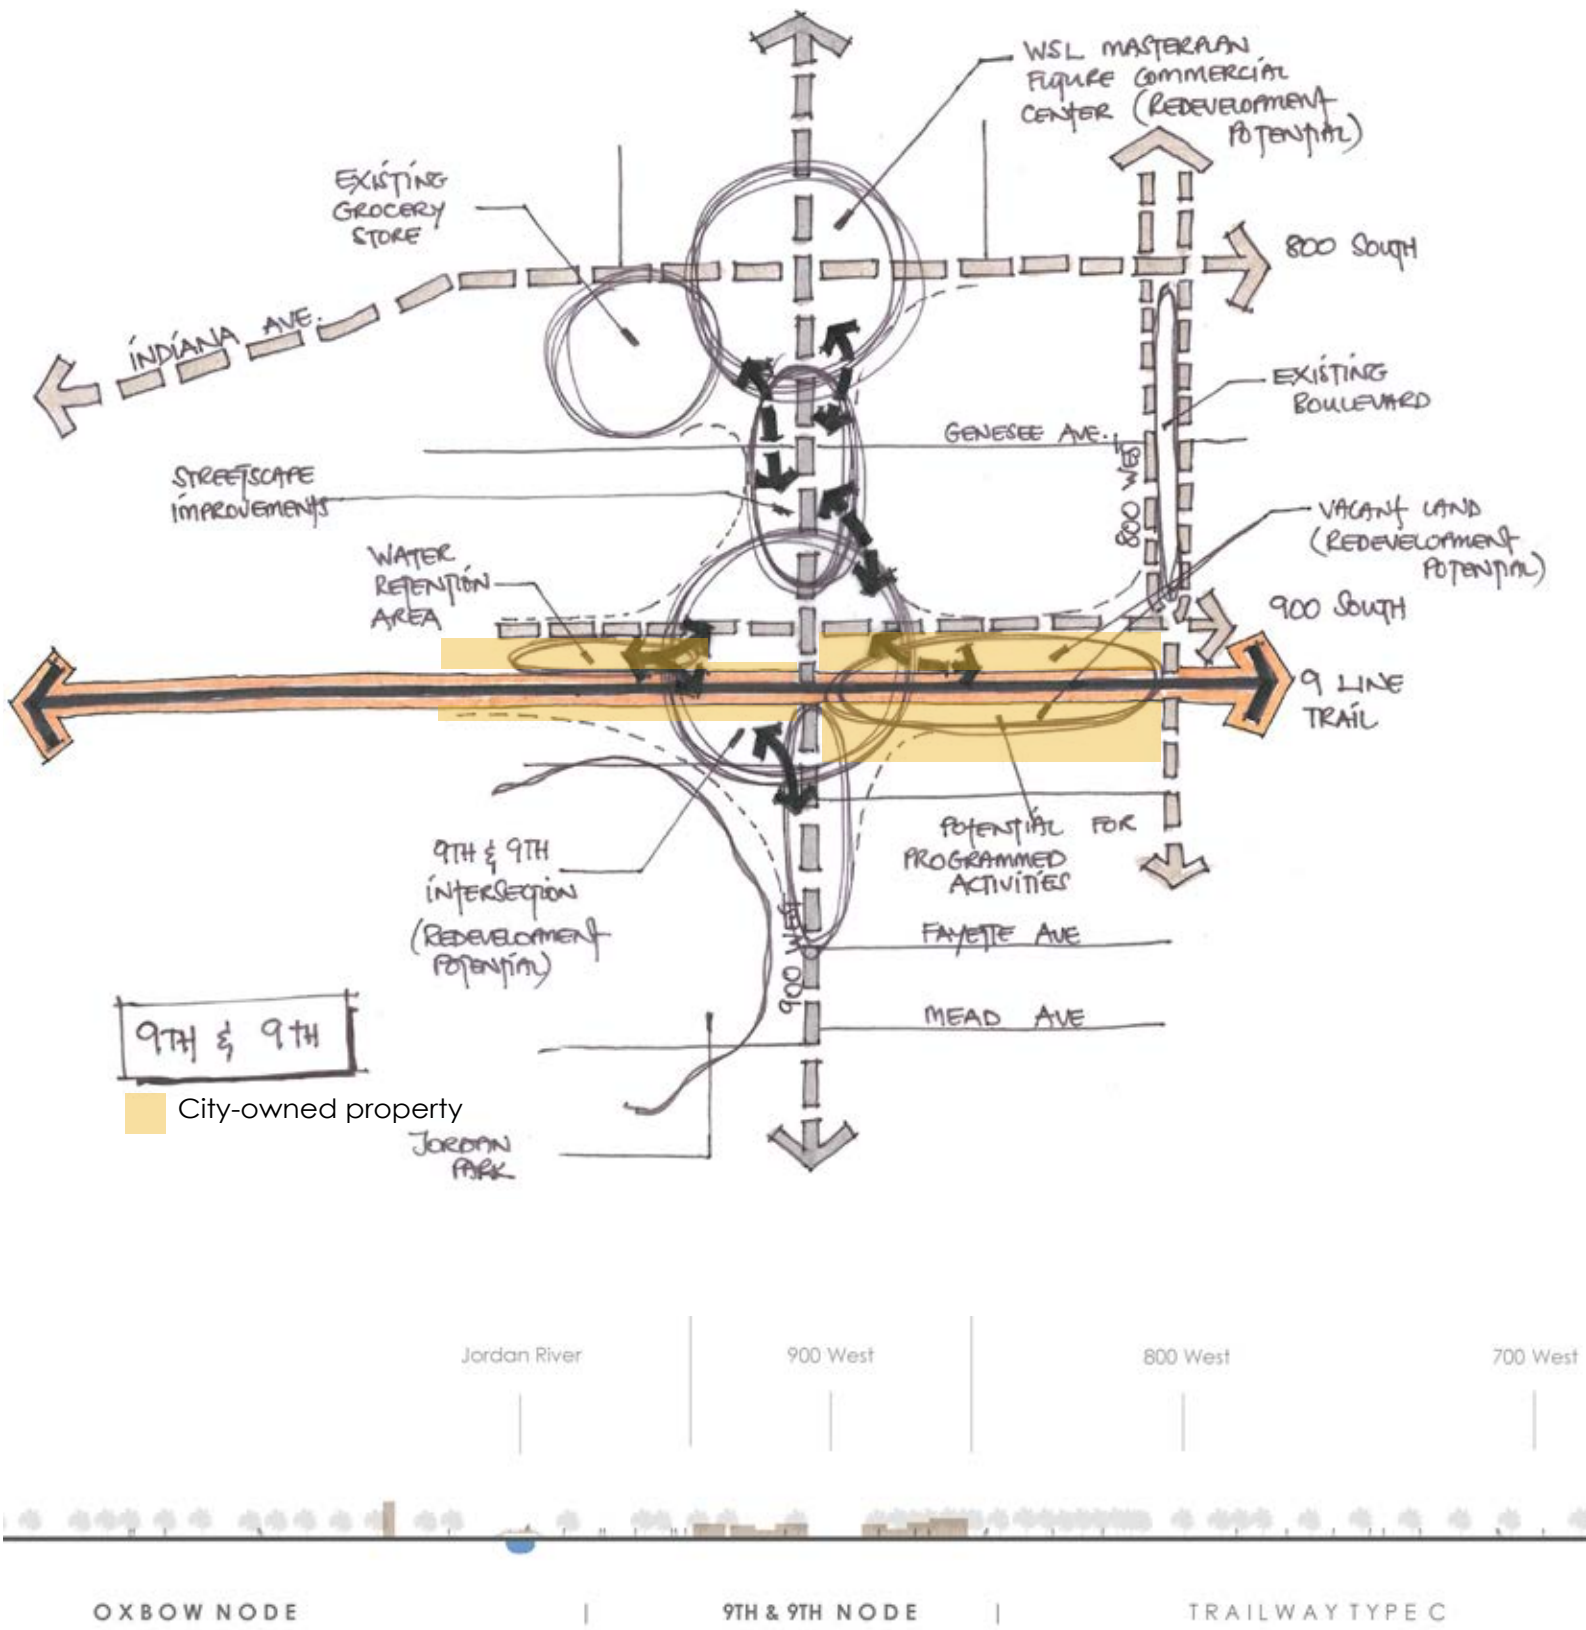 WSL MASTERPLAN
FUTURE COMMERCIAL
CENTER (REDEVELOPMENT
POTENTIAL)
EXISTING
GROCERY
STORE
800 SOUTH
INDIANA AVE.
EXISTING
BOULEVARD
GENESEE AVE.
800 WEST
STREETSCAPE
IMPROVEMENTS
VACANT LAND
(REDEVELOPMENT
POTENTIAL)
WATER
RETENTION
AREA
900 SOUTH
9 LINE
TRAIL
POTENTIAL FOR
PROGRAMMED
ACTIVITIES
9TH & 9TH
INTERSECTION
(REDEVELOPMENT
POTENTIAL)
900 WEST
FAYETTE AVE
MEAD AVE
9TH & 9TH
City-owned property
JORDAN
PARK
Jordan River
900 West
800 West
700 West
OXBOW NODE
9TH & 9TH NODE
TRAILWAY TYPE C